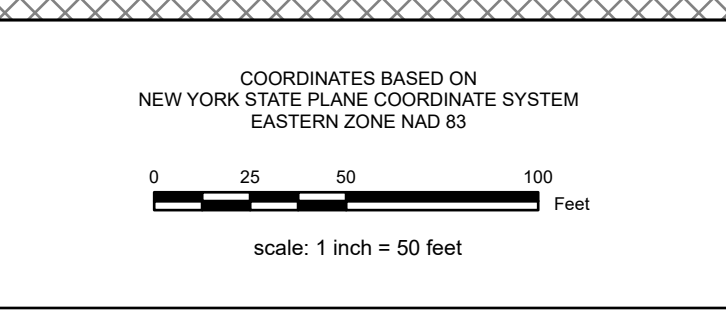 COORDINATES BASED ON
NEW YORK STATE PLANE COORDINATE SYSTEM
EASTERN ZONE NAD 83
0 25 50 100
Feet
scale: 1 inch = 50 feet